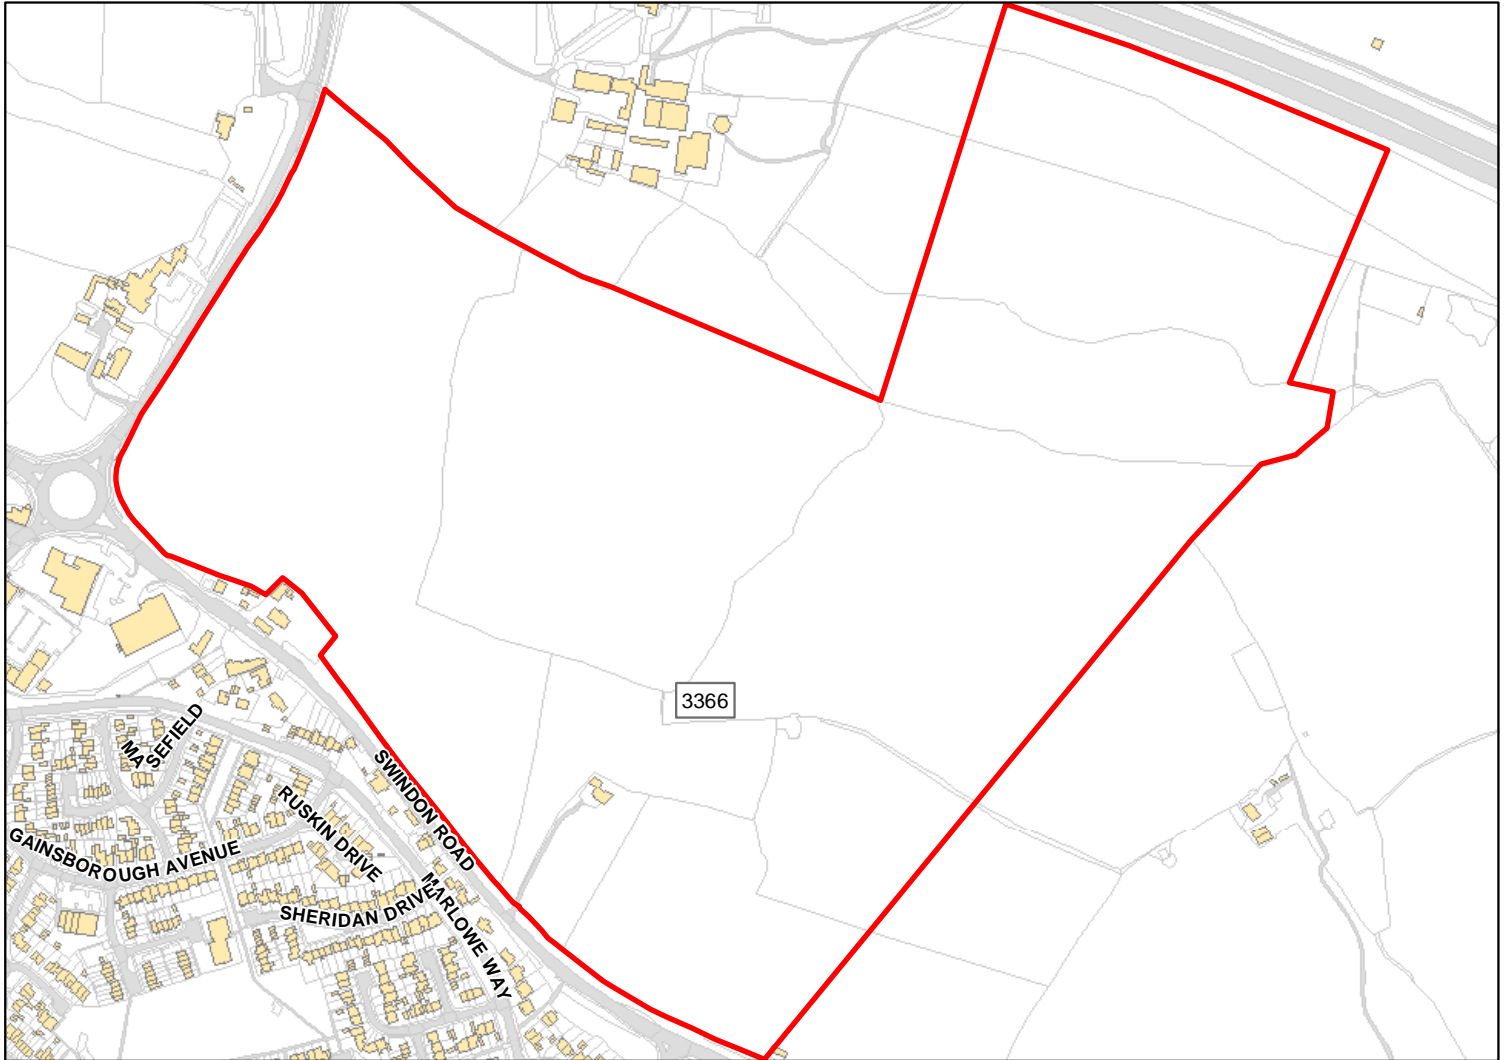 3366
MASEFIELD
SWINDON ROAD
RUSKIN DRIVE
GAINSBOROUGH AVENUE
SHERIDAN DRIVE
MARLOWE WAY